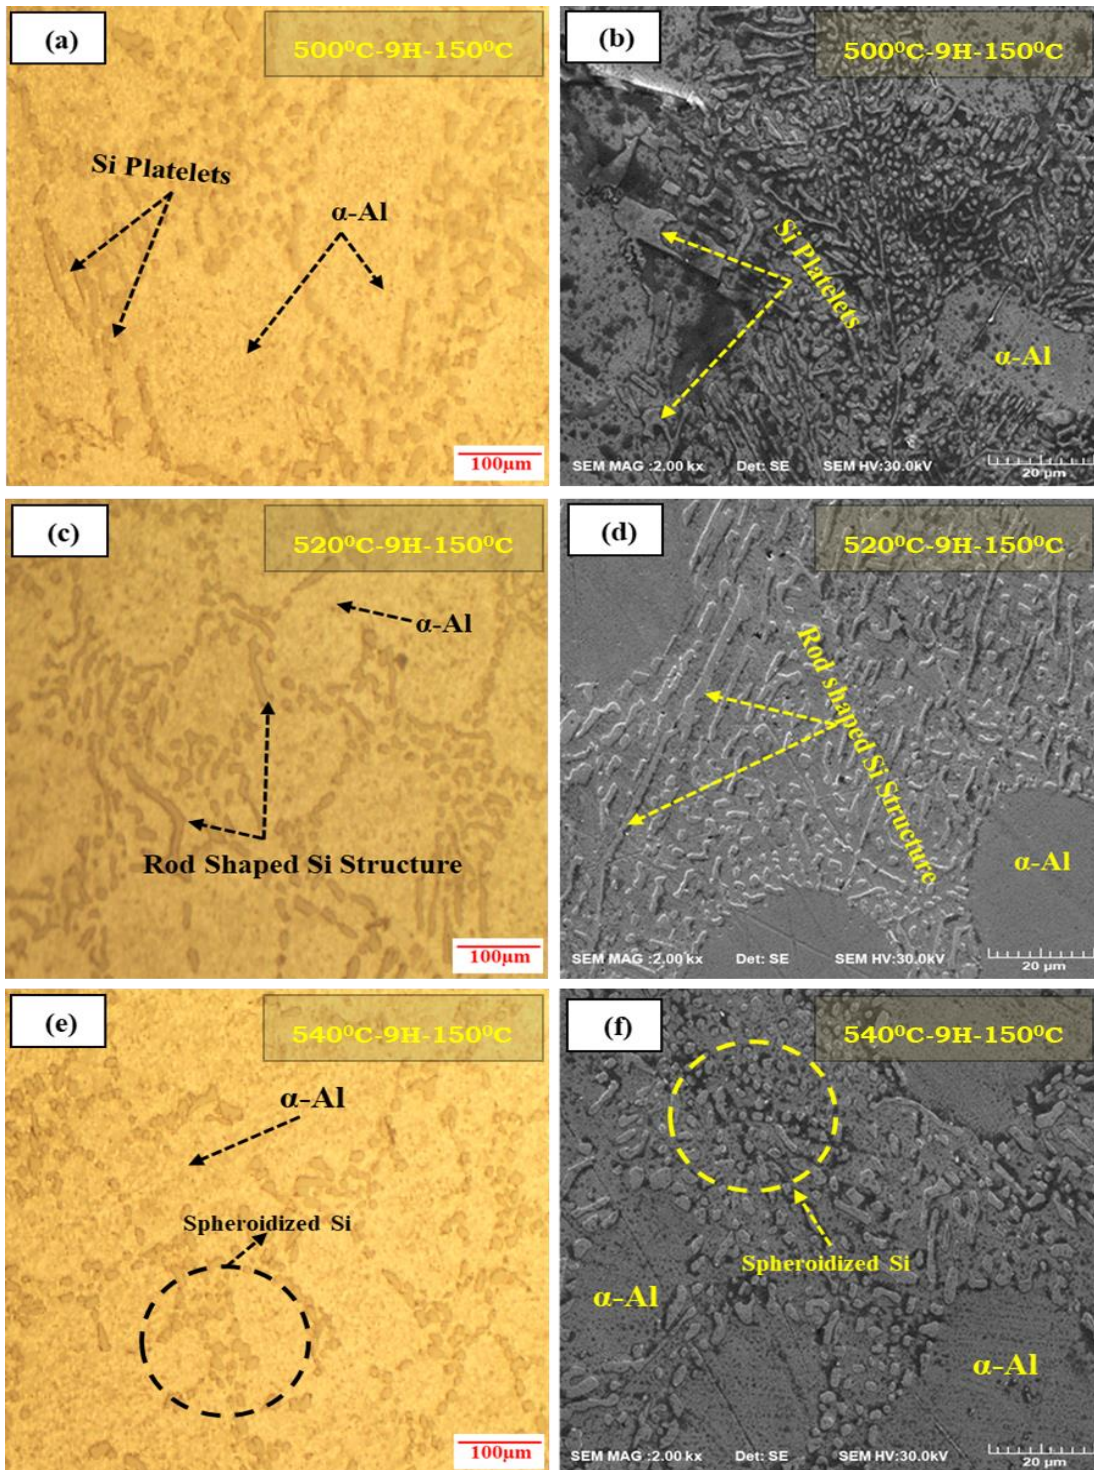 (a)
500⁰C-9H-150⁰C
Si Platelets
α-Al
100µm
(b)
500⁰C-9H-150⁰C
Si Platelets
α-Al
SEM MAG :2.00 kx Det: SE SEM HV:30.0kV
20 µm
(c)
520⁰C-9H-150⁰C
α-Al
Rod Shaped Si Structure
100µm
(d)
520⁰C-9H-150⁰C
Rod shaped Si Structure
α-Al
SEM MAG :2.00 kx Det: SE SEM HV:30.0kV
20 µm
(e)
540⁰C-9H-150⁰C
α-Al
Spheroidized Si
100µm
(f)
540⁰C-9H-150⁰C
Spheroidized Si
α-Al
α-Al
SEM MAG :2.00 kx Det: SE SEM HV:30.0kV
20 µm